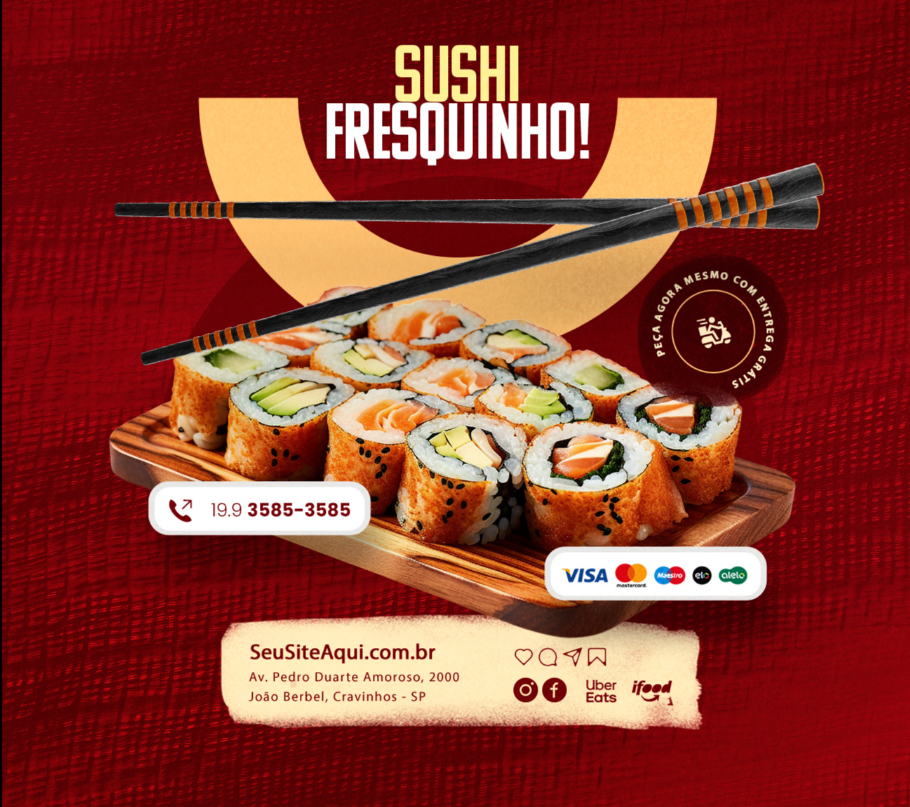 SUSHI
FRESQUINHO!
PEÇA AGORA MESMO COM ENTREGA GRÁTIS
19.9 3585-3585
VISA
mastercard.
Maestro
elo
alelo
SeuSiteAqui.com.br
Av. Pedro Duarte Amoroso, 2000
João Berbel, Cravinhos - SP
Uber
Eats
ifood